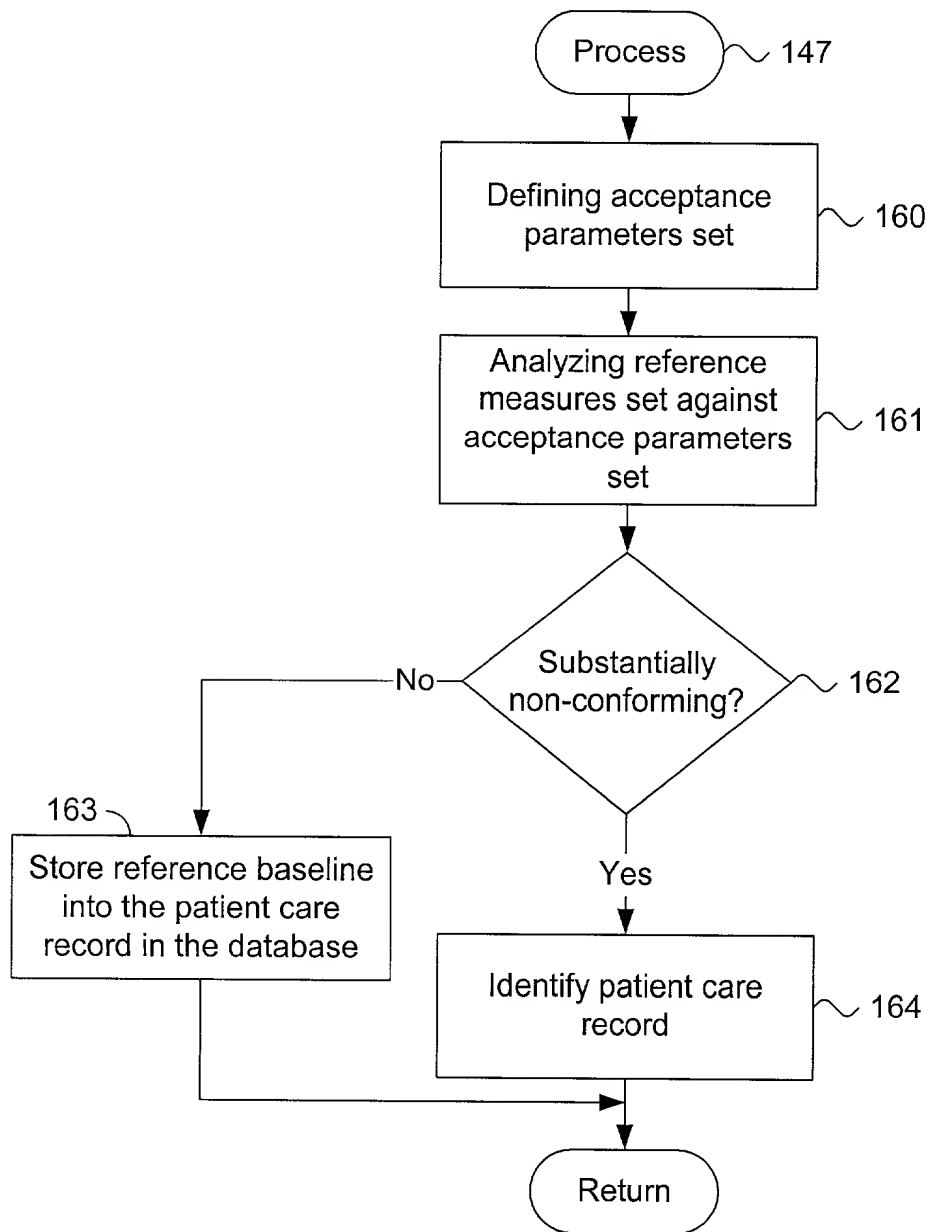 Process
147
Defining acceptance
parameters set
160
Analyzing reference
measures set against
acceptance parameters
set
161
Substantially
non-conforming?
162
No
Yes
163
Store reference baseline
into the patient care
record in the database
Identify patient care
record
164
Return